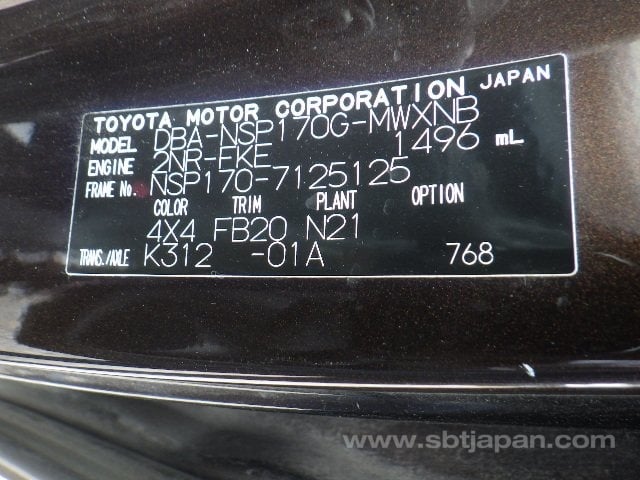 TOYOTA MOTOR CORPORATION JAPAN
MODEL DBA-NSP170G-MWXNB
ENGINE 2NR-FKE 1496 mL
FRAME No. NSP170-7125125
COLOR TRIM PLANT OPTION
4X4 FB20 N21
TRANS./AXLE K312 -01A 768
www.sbtjapan.com